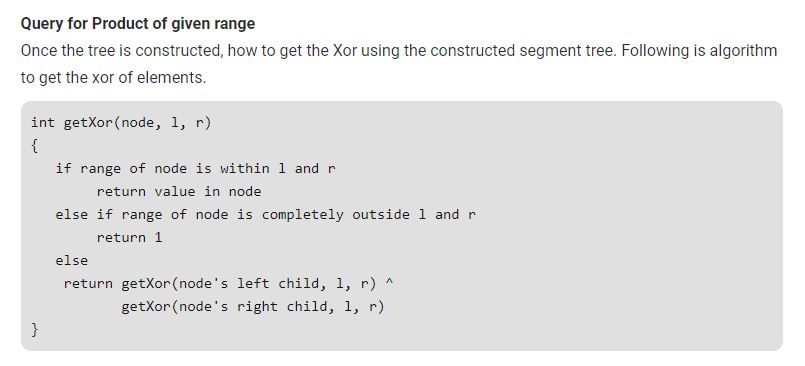 Query for Product of given range
Once the tree is constructed, how to get the Xor using the constructed segment tree. Following is algorithm
to get the xor of elements.
int getXor(node, l, r)
{
if range of node is within l and r
return value in node
else if range of node is completely outside l and r
return 1
else
return getXor(node's left child, l, r) ^
getXor(node's right child, l, r)
}